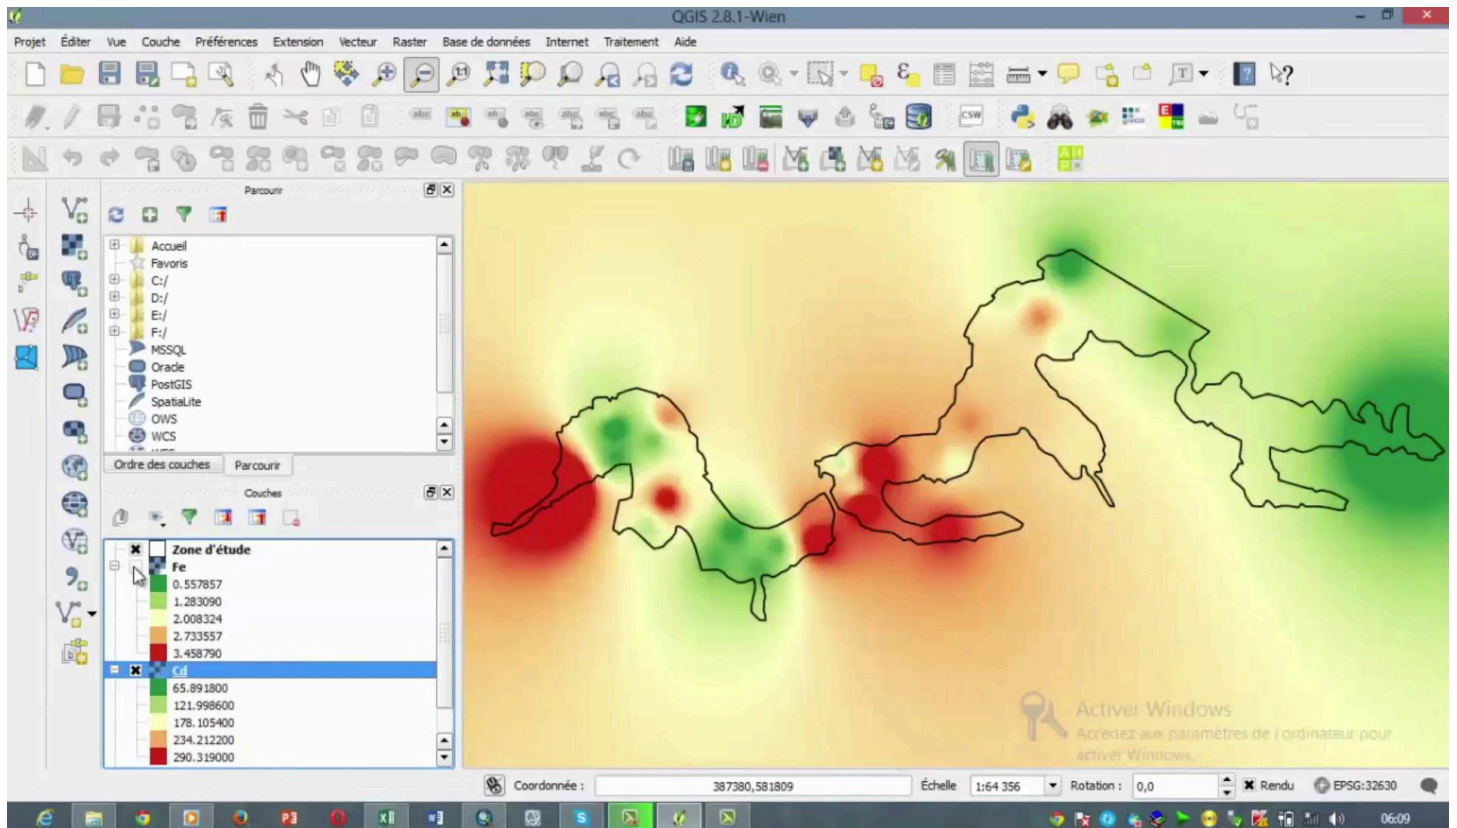 QGIS 2.8.1-Wien
Projet Éditer Vue Couche Préférences Extension Vecteur Raster Base de données Internet Traitement Aide
CSW
Parcourir
Accueil
Favoris
C:/
D:/
E:/
F:/
MSSQL
Oracle
PostGIS
SpatiaLite
OWS
WCS
Ordre des couches Parcourir
Couches
Zone d'étude
Fe
0.557857
1.283090
2.008324
2.733557
3.458790
Cd
65.891800
121.998600
178.105400
234.212200
290.319000
Activer Windows
Accédez aux paramètres de l'ordinateur pour
activer Windows.
Coordonnée : 387380,581809 Échelle 1:64 356 Rotation : 0,0 Rendu EPSG:32630
06:09